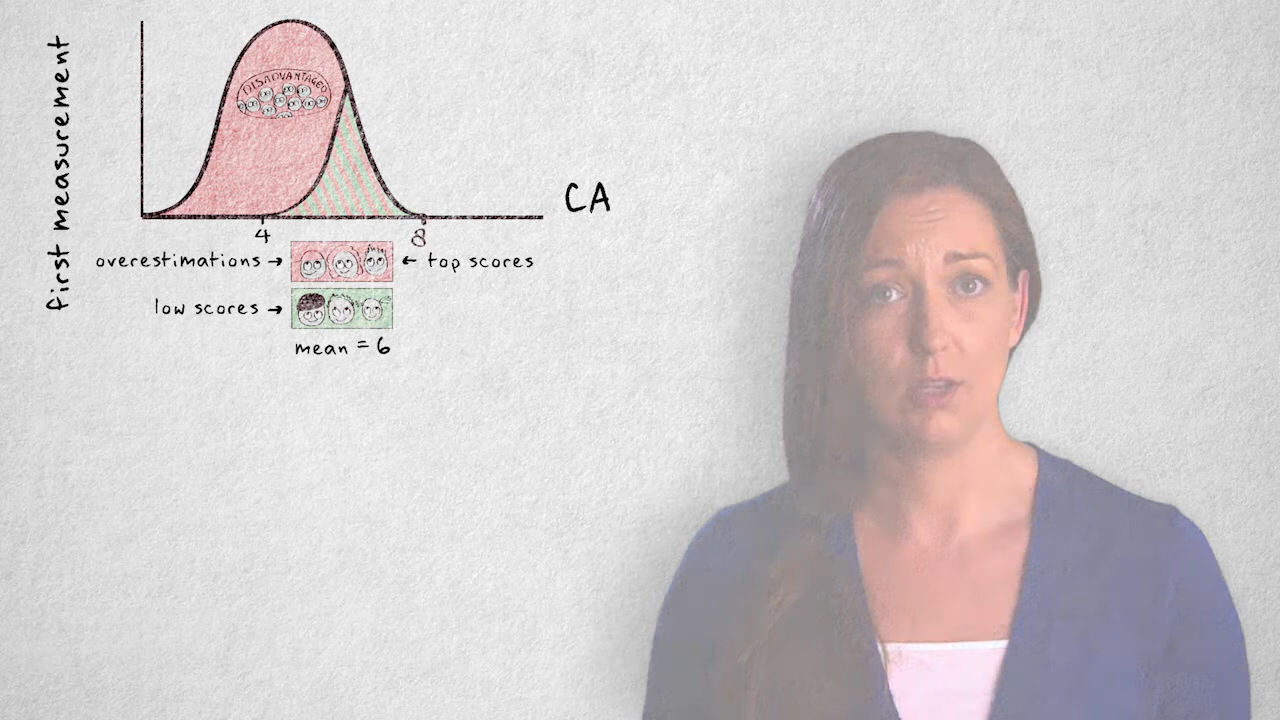 first measurement
DISADVANTAGED
CA
4
8
overestimations → ← top scores
low scores →
mean = 6